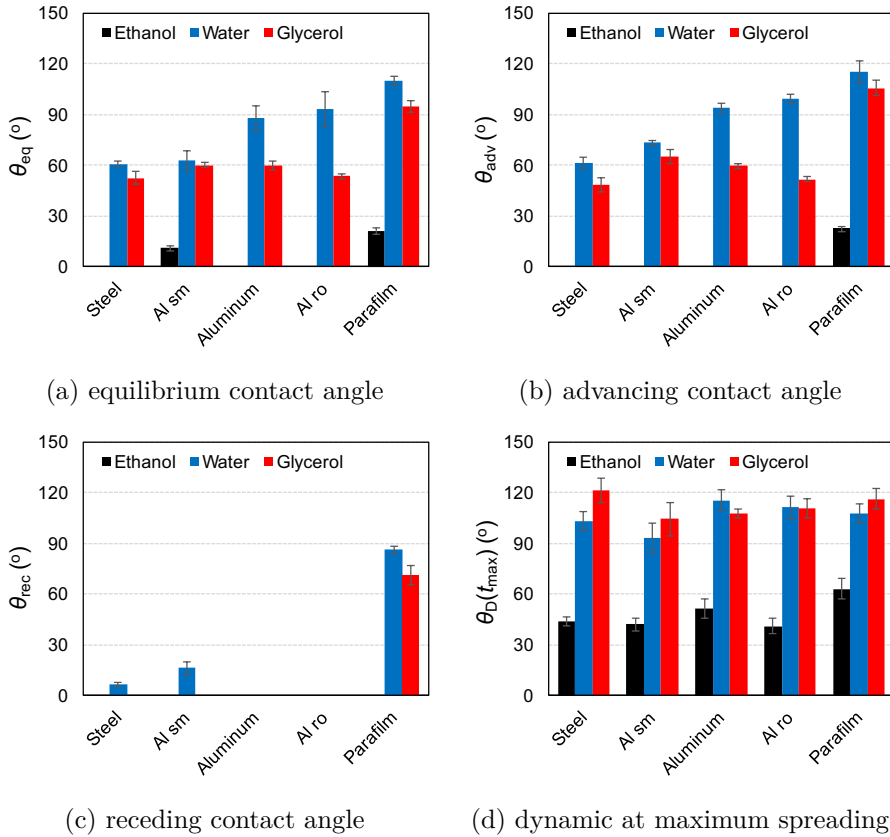 150
120
90
60
30
0
θeq (º)
Ethanol Water Glycerol
Steel Al sm Aluminum Al ro Parafilm
(a) equilibrium contact angle
150
120
90
60
30
0
θadv (º)
Ethanol Water Glycerol
Steel Al sm Aluminum Al ro Parafilm
(b) advancing contact angle
150
120
90
60
30
0
θrec (º)
Ethanol Water Glycerol
Steel Al sm Aluminum Al ro Parafilm
(c) receding contact angle
150
120
90
60
30
0
θD(tmax) (º)
Ethanol Water Glycerol
Steel Al sm Aluminum Al ro Parafilm
(d) dynamic at maximum spreading